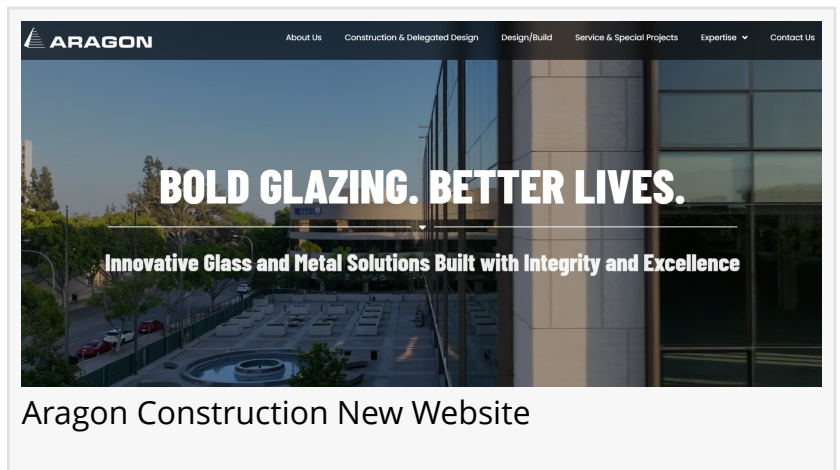 ARAGON
About Us Construction & Delegated Design Design/Build Service & Special Projects Expertise Contact Us
BOLD GLAZING. BETTER LIVES.
Innovative Glass and Metal Solutions Built with Integrity and Excellence
Aragon Construction New Website